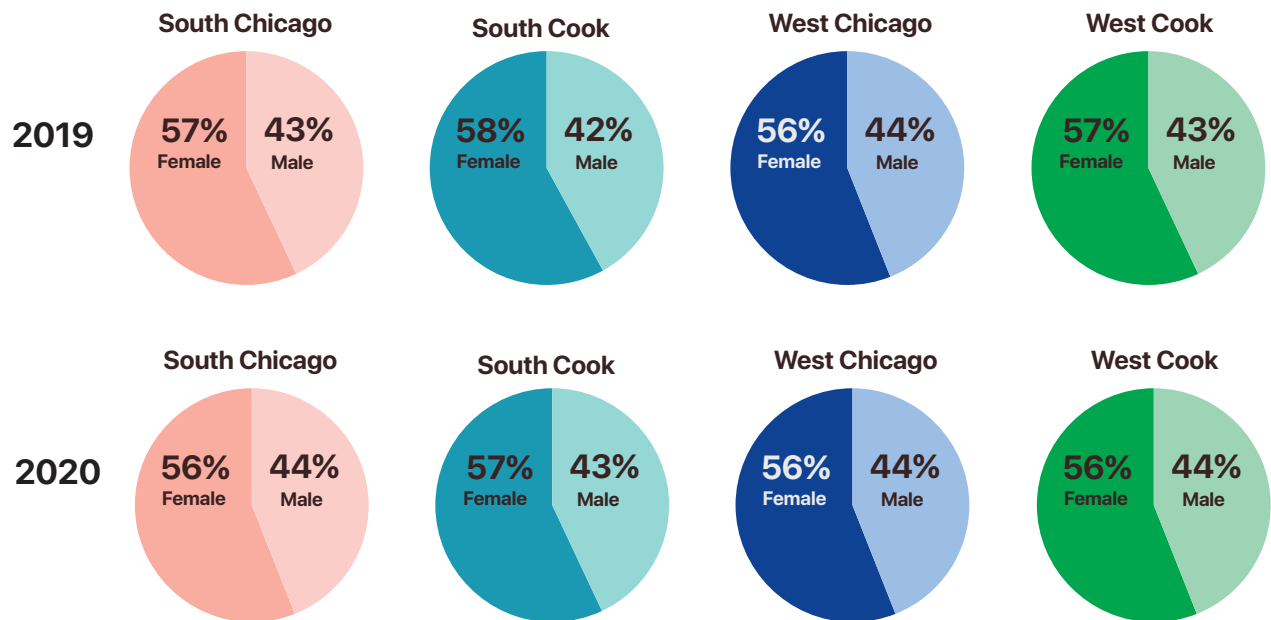 South Chicago
South Cook
West Chicago
West Cook
2019
57%
Female
43%
Male
58%
Female
42%
Male
56%
Female
44%
Male
57%
Female
43%
Male
South Chicago
South Cook
West Chicago
West Cook
2020
56%
Female
44%
Male
57%
Female
43%
Male
56%
Female
44%
Male
56%
Female
44%
Male